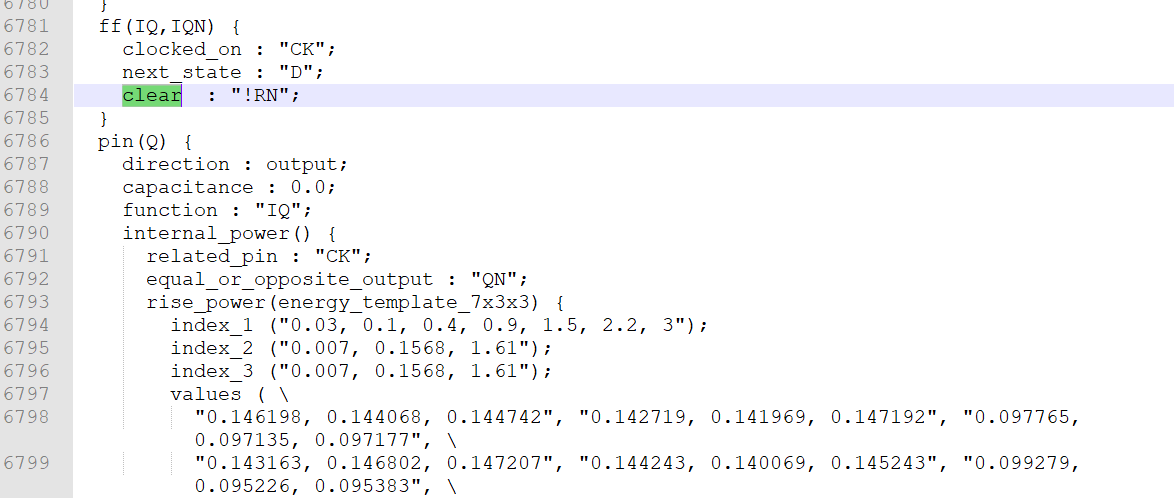 6780 }
6781 ff(IQ,IQN) {
6782 clocked_on : "CK";
6783 next_state : "D";
6784 clear : "!RN";
6785 }
6786 pin(Q) {
6787 direction : output;
6788 capacitance : 0.0;
6789 function : "IQ";
6790 internal_power() {
6791 related_pin : "CK";
6792 equal_or_opposite_output : "QN";
6793 rise_power(energy_template_7x3x3) {
6794 index_1 ("0.03, 0.1, 0.4, 0.9, 1.5, 2.2, 3");
6795 index_2 ("0.007, 0.1568, 1.61");
6796 index_3 ("0.007, 0.1568, 1.61");
6797 values ( \
6798 "0.146198, 0.144068, 0.144742", "0.142719, 0.141969, 0.147192", "0.097765,
0.097135, 0.097177", \
6799 "0.143163, 0.146802, 0.147207", "0.144243, 0.140069, 0.145243", "0.099279,
0.095226, 0.095383", \